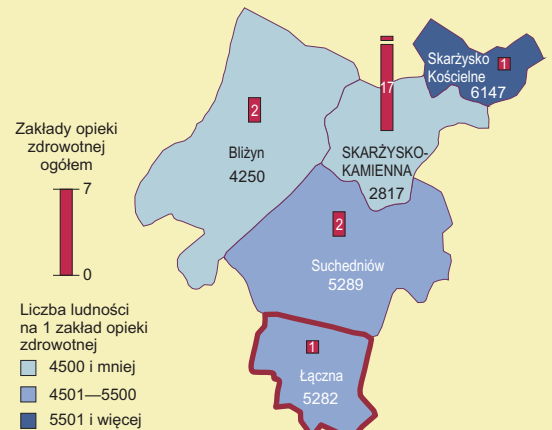 Skarżysko
Kościelne
1
6147
17
2
Zakłady opieki
zdrowotnej
ogółem
7
0
Bliżyn
4250
SKARŻYSKO-
KAMIENNA
2817
2
Suchedniów
5289
Liczba ludności
na 1 zakład opieki
zdrowotnej
4500 i mniej
4501—5500
5501 i więcej
1
Łączna
5282